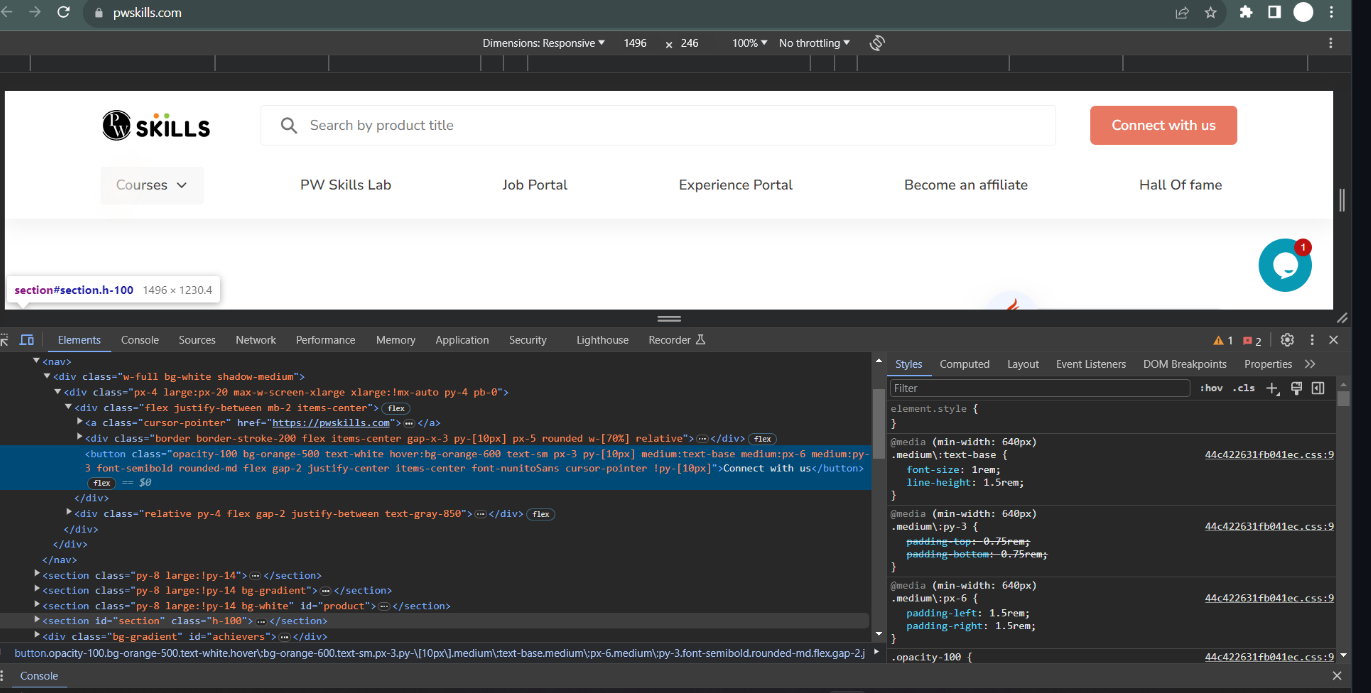 pwskills.com
Dimensions: Responsive 1496 x 246 100% No throttling
PW SKILLS Search by product title Connect with us
Courses PW Skills Lab Job Portal Experience Portal Become an affiliate Hall Of fame
1
section#section.h-100 1496 × 1230.4
Elements Console Sources Network Performance Memory Application Security Lighthouse Recorder 1 2
<nav>
<div class="w-full bg-white shadow-medium">
<div class="px-4 large:px-20 max-w-screen-xlarge xlarge:!mx-auto py-4 pb-0">
<div class="flex justify-between mb-2 items-center"> flex
<a class="cursor-pointer" href="https://pwskills.com">…</a>
<div class="border border-stroke-200 flex items-center gap-x-3 py-[10px] px-5 rounded w-[70%] relative">…</div> flex
<button class="opacity-100 bg-orange-500 text-white hover:bg-orange-600 text-sm px-3 py-[10px] medium:text-base medium:px-6 medium:py-
3 font-semibold rounded-md flex gap-2 justify-center items-center font-nunitoSans cursor-pointer !py-[10px]">Connect with us</button>
flex == $0
</div>
<div class="relative py-4 flex gap-2 justify-between text-gray-850">…</div> flex
</div>
</div>
</nav>
<section class="py-8 large:!py-14">…</section>
<section class="py-8 large:!py-14 bg-gradient">…</section>
<section class="py-8 large:!py-14 bg-white" id="product">…</section>
<section id="section" class="h-100">…</section>
<div class="bg-gradient" id="achievers">…</div>
button.opacity-100.bg-orange-500.text-white.hover\:bg-orange-600.text-sm.px-3.py-\[10px\].medium\:text-base.medium\:px-6.medium\:py-3.font-semibold.rounded-md.flex.gap-2.j
Styles Computed Layout Event Listeners DOM Breakpoints Properties
Filter :hov .cls
element.style {
}
@media (min-width: 640px)
.medium\:text-base { 44c422631fb041ec.css:9
font-size: 1rem;
line-height: 1.5rem;
}
@media (min-width: 640px)
.medium\:py-3 { 44c422631fb041ec.css:9
padding-top: 0.75rem;
padding-bottom: 0.75rem;
}
@media (min-width: 640px)
.medium\:px-6 { 44c422631fb041ec.css:9
padding-left: 1.5rem;
padding-right: 1.5rem;
}
.opacity-100 { 44c422631fb041ec.css:9
Console